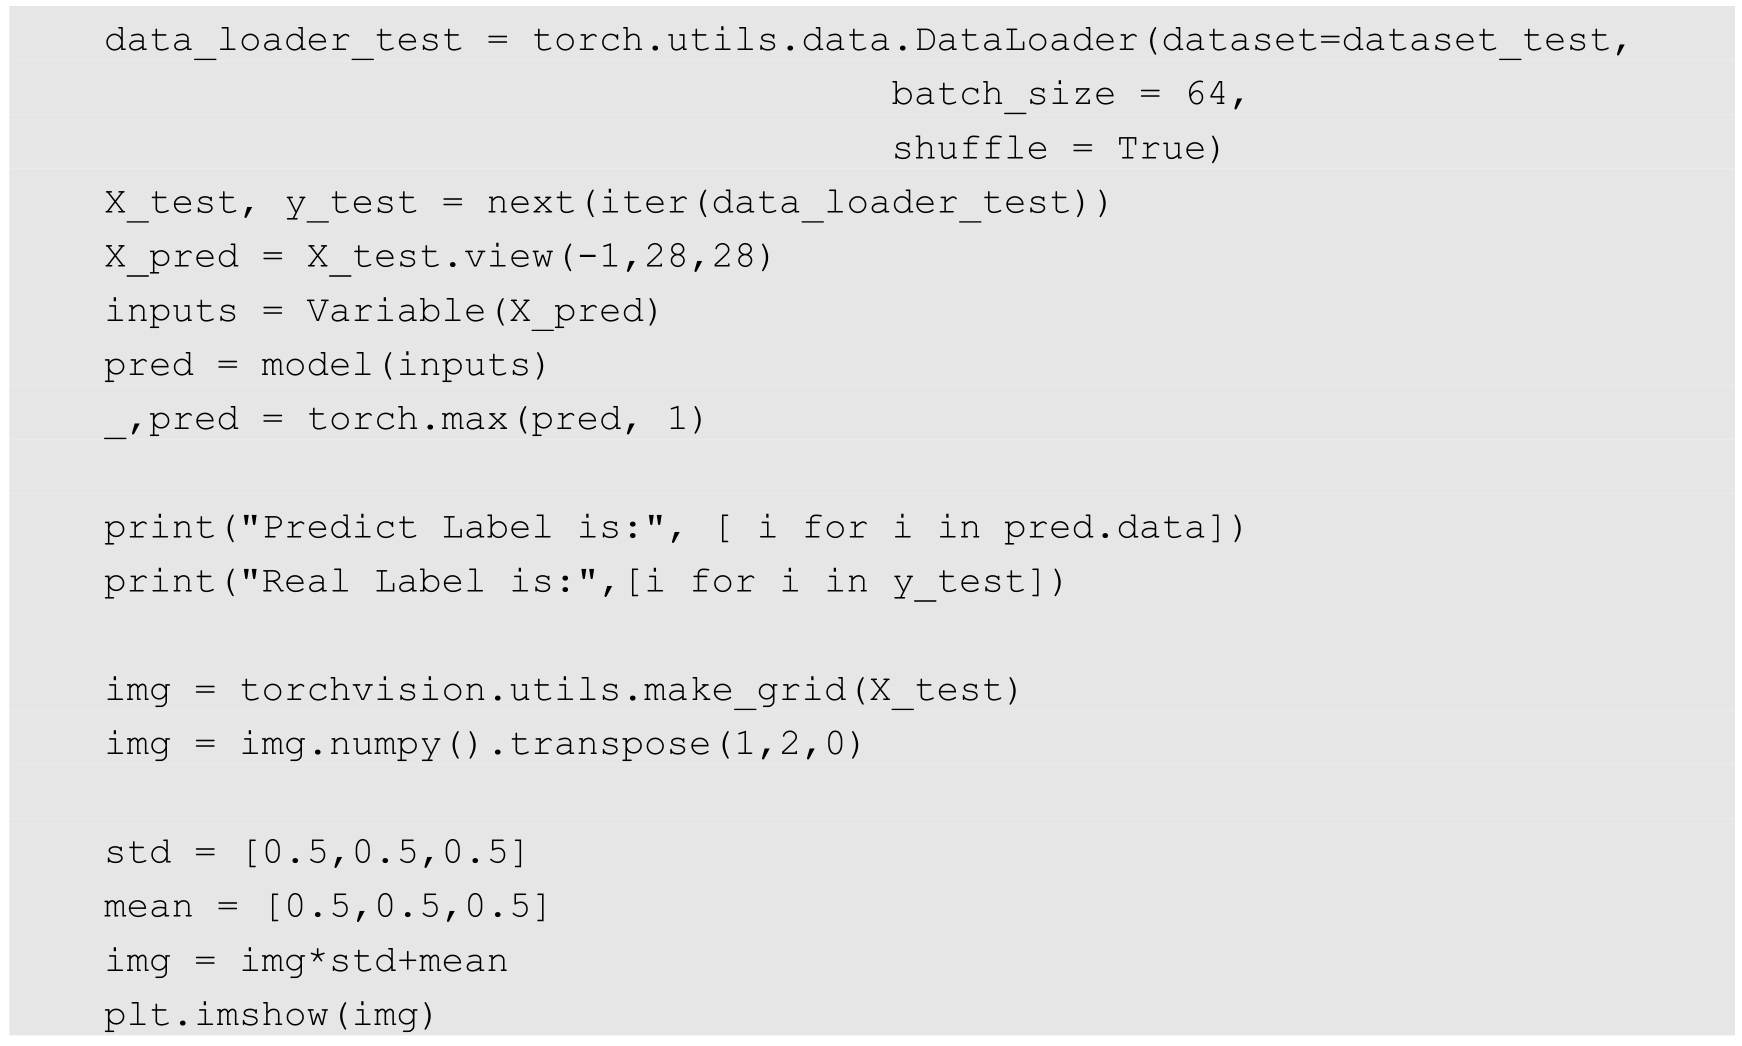 data_loader_test = torch.utils.data.DataLoader(dataset=dataset_test,
batch_size = 64,
shuffle = True)
X_test, y_test = next(iter(data_loader_test))
X_pred = X_test.view(-1,28,28)
inputs = Variable(X_pred)
pred = model(inputs)
_,pred = torch.max(pred, 1)
print("Predict Label is:", [ i for i in pred.data])
print("Real Label is:",[i for i in y_test])
img = torchvision.utils.make_grid(X_test)
img = img.numpy().transpose(1,2,0)
std = [0.5,0.5,0.5]
mean = [0.5,0.5,0.5]
img = img*std+mean
plt.imshow(img)